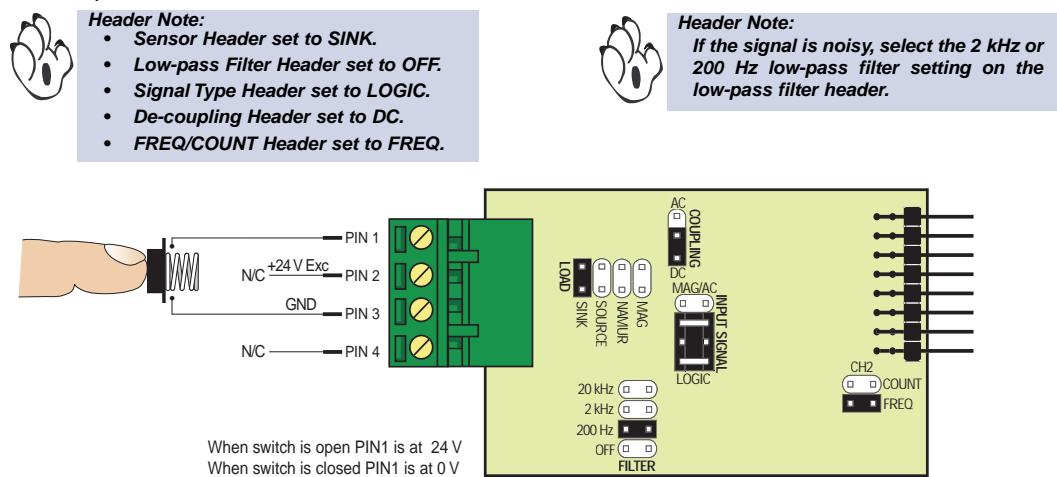 Header Note:
• Sensor Header set to SINK.
• Low-pass Filter Header set to OFF.
• Signal Type Header set to LOGIC.
• De-coupling Header set to DC.
• FREQ/COUNT Header set to FREQ.
Header Note:
If the signal is noisy, select the 2 kHz or
200 Hz low-pass filter setting on the
low-pass filter header.
PIN 1
N/C +24 V Exc PIN 2
GND PIN 3
N/C PIN 4
AC
COUPLING
DC
LOAD
SINK
SOURCE
NAMUR
MAG
MAG/AC
INPUT SIGNAL
LOGIC
20 kHz
2 kHz
200 Hz
OFF
FILTER
CH2
COUNT
FREQ
When switch is open PIN1 is at 24 V
When switch is closed PIN1 is at 0 V